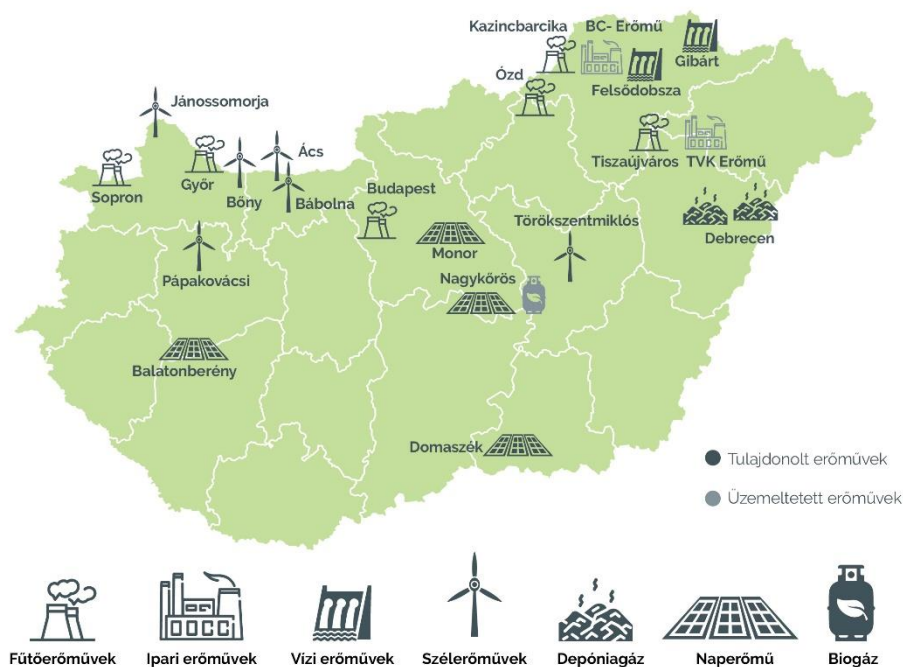 Kazincbarcika
BC- Erőmű
Gibárt
Felsődobsza
Ózd
Jánossomorja
Tiszaújváros
TVK Erőmű
Sopron
Győr
Bőny
Ács
Bábolna
Budapest
Törökszentmiklós
Debrecen
Monor
Pápakovácsi
Nagykőrös
Balatonberény
Domaszék
Tulajdonolt erőművek
Üzemeltetett erőművek
Fűtőerőművek
Ipari erőművek
Vízi erőművek
Szélerőművek
Depóniagáz
Naperőmű
Biogáz